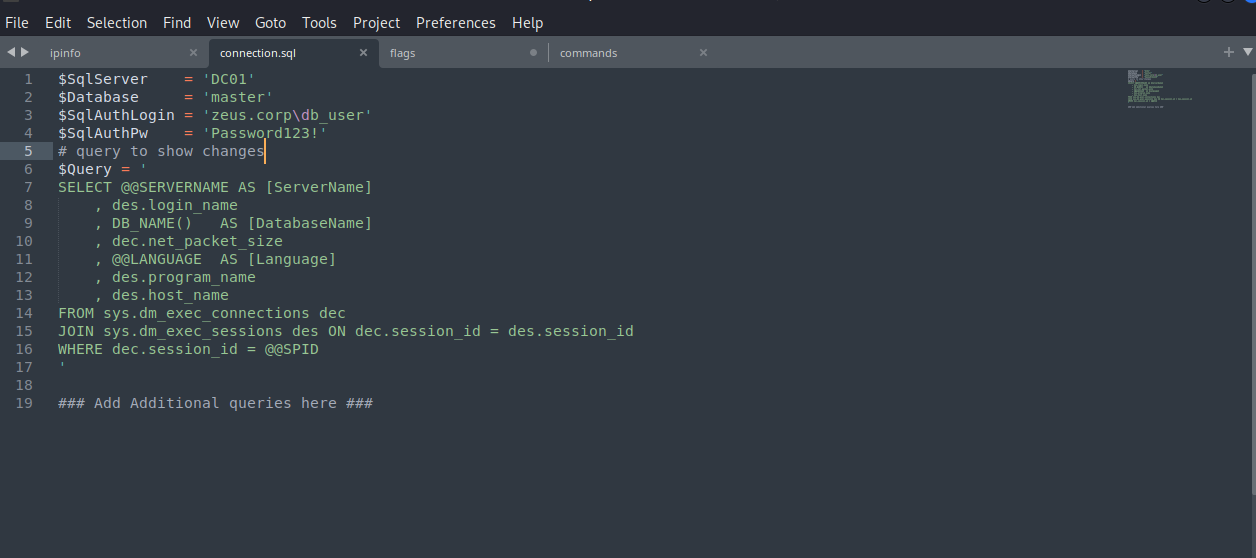 File Edit Selection Find View Goto Tools Project Preferences Help
ipinfo connection.sql flags commands
1 $SqlServer    = 'DC01'
2 $Database     = 'master'
3 $SqlAuthLogin = 'zeus.corp\db_user'
4 $SqlAuthPw    = 'Password123!'
5 # query to show changes
6 $Query = '
7 SELECT @@SERVERNAME AS [ServerName]
8     , des.login_name
9     , DB_NAME()   AS [DatabaseName]
10     , dec.net_packet_size
11     , @@LANGUAGE  AS [Language]
12     , des.program_name
13     , des.host_name
14 FROM sys.dm_exec_connections dec
15 JOIN sys.dm_exec_sessions des ON dec.session_id = des.session_id
16 WHERE dec.session_id = @@SPID
17 '
18
19 ### Add Additional queries here ###